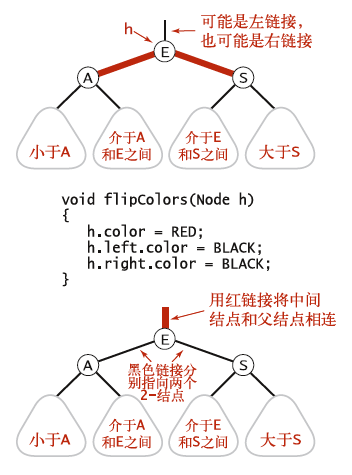 可能是左链接，
也可能是右链接
h
E
A
S
小于A
介于A
和E之间
介于E
和S之间
大于S
void flipColors(Node h)
{
   h.color = RED;
   h.left.color = BLACK;
   h.right.color = BLACK;
}
用红链接将中间
结点和父结点相连
E
A
S
黑色链接分
别指向两个
2-结点
小于A
介于A
和E之间
介于E
和S之间
大于S